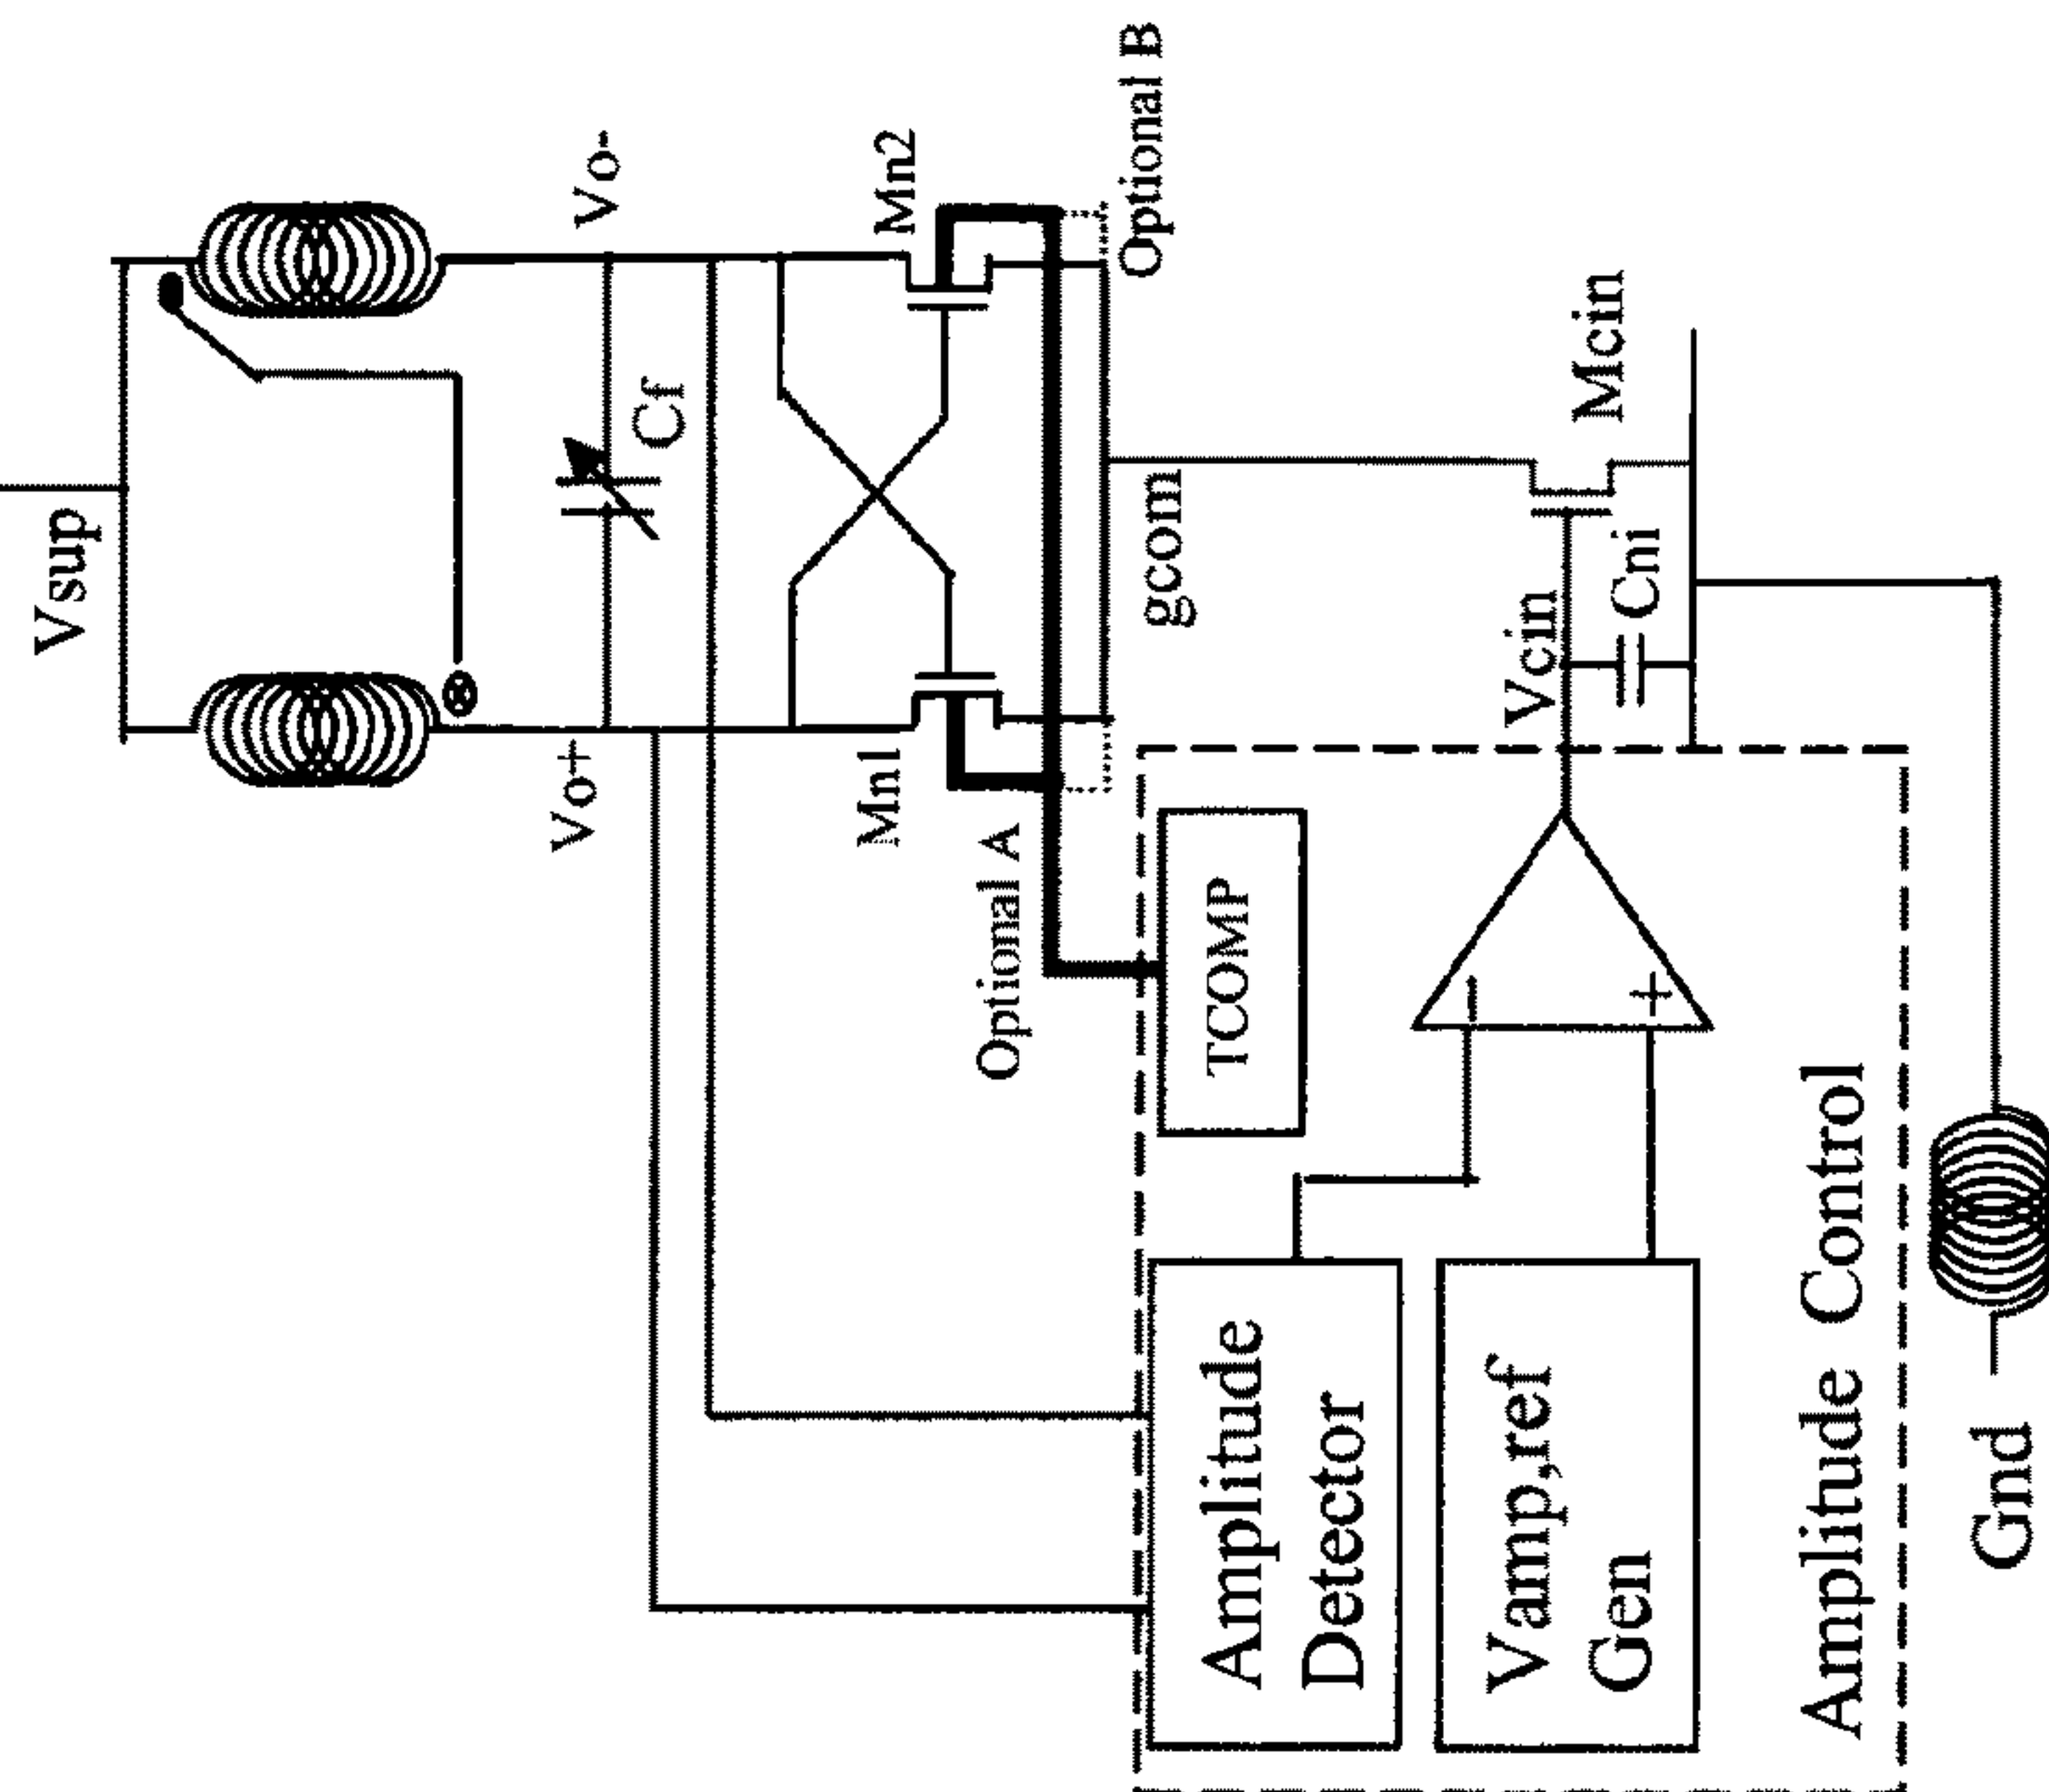 Vsup
Vo+
Vo-
Cf
Mn1
Mn2
Optional A
Optional B
gcom
TCOMP
Vcin
Cni
Mcin
−
+
Amplitude
Detector
Vamp,ref
Gen
Amplitude Control
Gnd